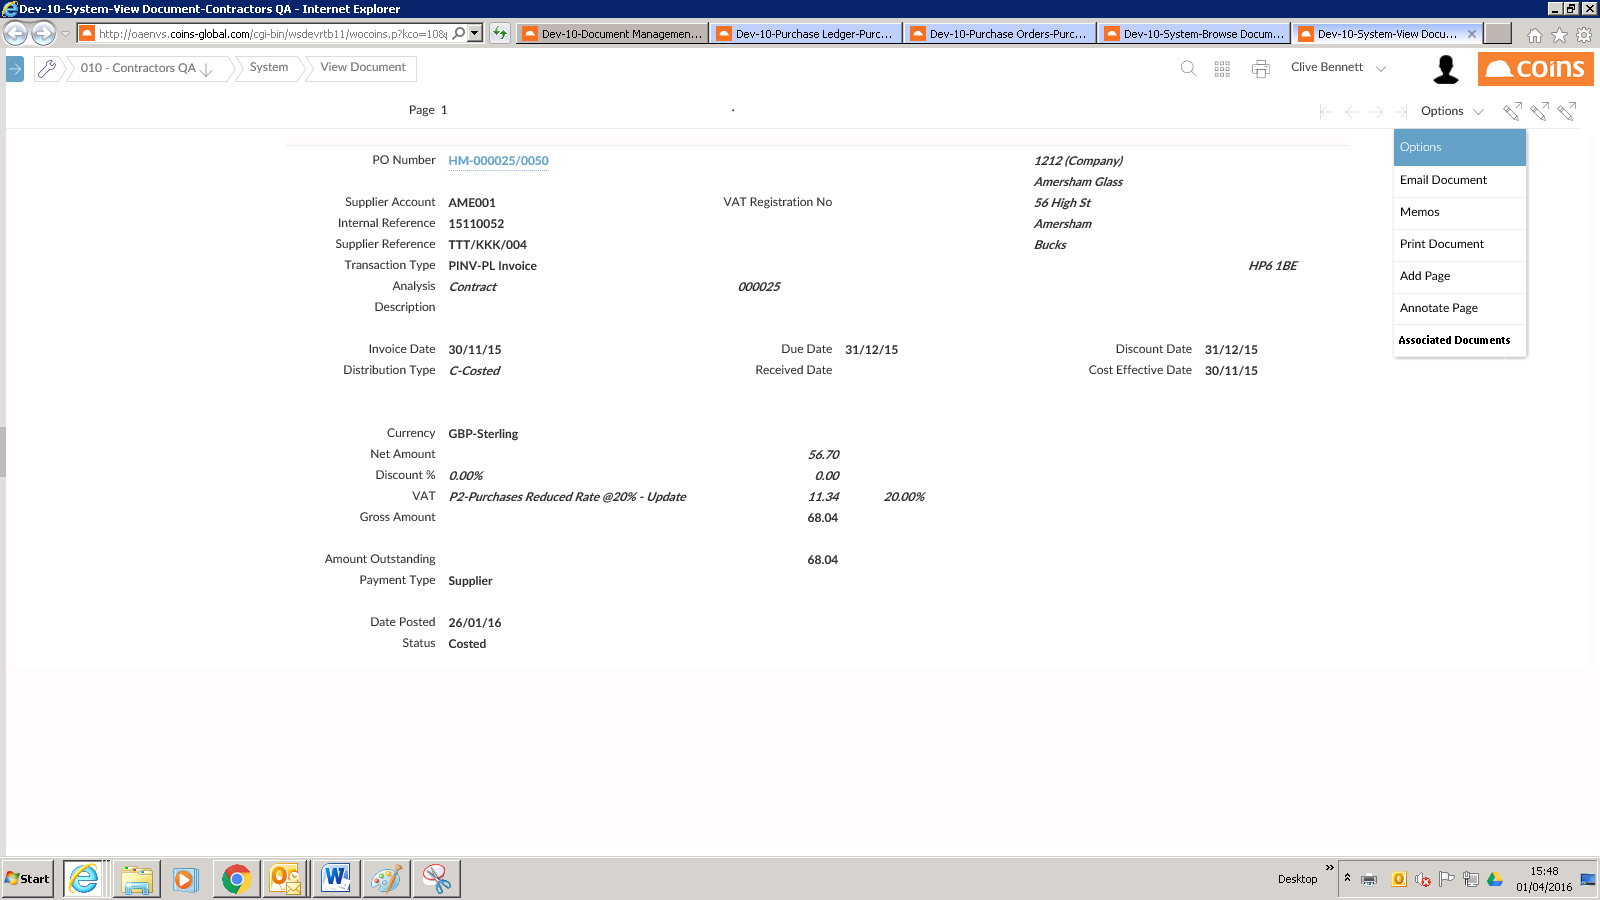 Dev-10-System-View Document-Contractors QA - Internet Explorer
http://oaenvs.coins-global.com/cgi-bin/wsdevrtb11/wocoins.p?kco=10&
Dev-10-Document Managemen...
Dev-10-Purchase Ledger-Purc...
Dev-10-Purchase Orders-Purc...
Dev-10-System-Browse Docum...
Dev-10-System-View Docu...
010 - Contractors QA
System
View Document
Clive Bennett
coins
Page 1
.
Options
Options
Email Document
Memos
Print Document
Add Page
Annotate Page
Associated Documents
PO Number HM-000025/0050 1212 (Company)
Amersham Glass
Supplier Account AME001 VAT Registration No 56 High St
Internal Reference 15110052 Amersham
Supplier Reference TTT/KKK/004 Bucks
Transaction Type PINV-PL Invoice HP6 1BE
Analysis Contract 000025
Description
Invoice Date 30/11/15 Due Date 31/12/15 Discount Date 31/12/15
Distribution Type C-Costed Received Date Cost Effective Date 30/11/15
Currency GBP-Sterling
Net Amount 56.70
Discount % 0.00% 0.00
VAT P2-Purchases Reduced Rate @20% - Update 11.34 20.00%
Gross Amount 68.04
Amount Outstanding 68.04
Payment Type Supplier
Date Posted 26/01/16
Status Costed
Start
Desktop
15:48
01/04/2016